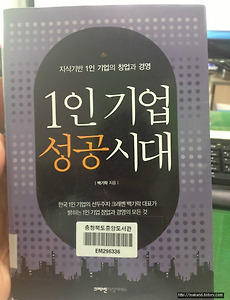 지식기반 1인 기업의 창업과 경영
1인 기업
성공시대
백기락 지음
한국 1인 기업의 선두주자 크레벤 백기락 대표가
밝히는 1인 기업 창업과 경영의 모든 것
충청북도중앙도서관
EM296336